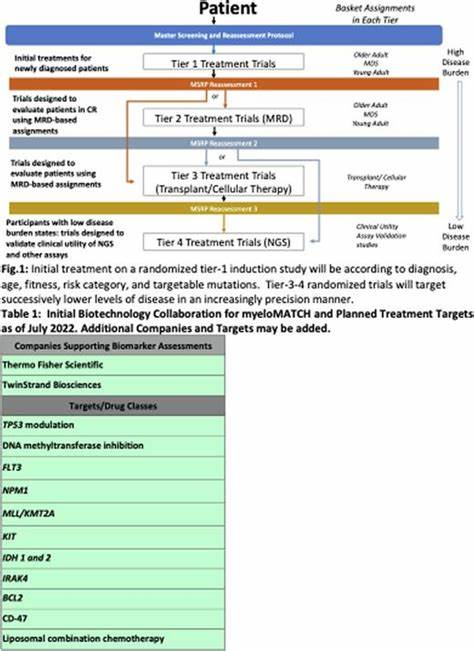 Patient
Basket Assignments
in Each Tier
Master Screening and Reassessment Protocol
Initial treatments for
newly diagnosed patients
Tier 1 Treatment Trials
Older Adult
MDS
Young Adult
High
Disease
Burden
MSRP Reassessment 1
or
Trials designed to
evaluate patients in CR
using MRD-based
assignments
Tier 2 Treatment Trials (MRD)
Older Adult
MDS
Young Adult
MSRP Reassessment 2
or
Trials designed to
evaluate patients using
MRD-based assignments
Tier 3 Treatment Trials
(Transplant/Cellular Therapy)
Transplant/ Cellular
Therapy
MSRP Reassessment 3
Participants with low disease
burden states: trials designed to
validate clinical utility of NGS
and other assays
Tier 4 Treatment Trials (NGS)
Clinical Utility
Assay Validation
studies
Low
Disease
Burden
Fig.1: Initial treatment on a randomized tier-1 induction study will be according to diagnosis,
age, fitness, risk category, and targetable mutations. Tier-3-4 randomized trials will target
successively lower levels of disease in an increasingly precision manner.
Table 1: Initial Biotechnology Collaboration for myeloMATCH and Planned Treatment Targets
as of July 2022. Additional Companies and Targets may be added.
Companies Supporting Biomarker Assessments
Thermo Fisher Scientific
TwinStrand Biosciences
Targets/Drug Classes
TP53 modulation
DNA methyltransferase inhibition
FLT3
NPM1
MLL/KMT2A
KIT
IDH 1 and 2
IRAK4
BCL2
CD-47
Liposomal combination chemotherapy